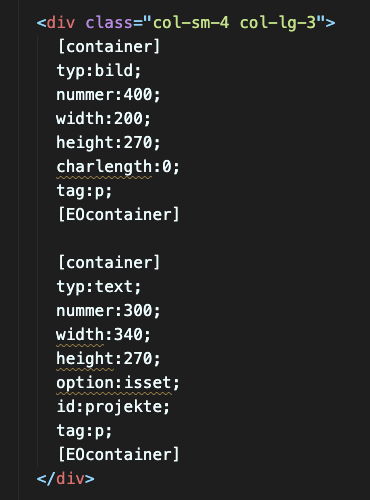 <div class="col-sm-4 col-lg-3">
[container]
typ:bild;
nummer:400;
width:200;
height:270;
charlength:0;
tag:p;
[EOcontainer]
[container]
typ:text;
nummer:300;
width:340;
height:270;
option:isset;
id:projekte;
tag:p;
[EOcontainer]
</div>